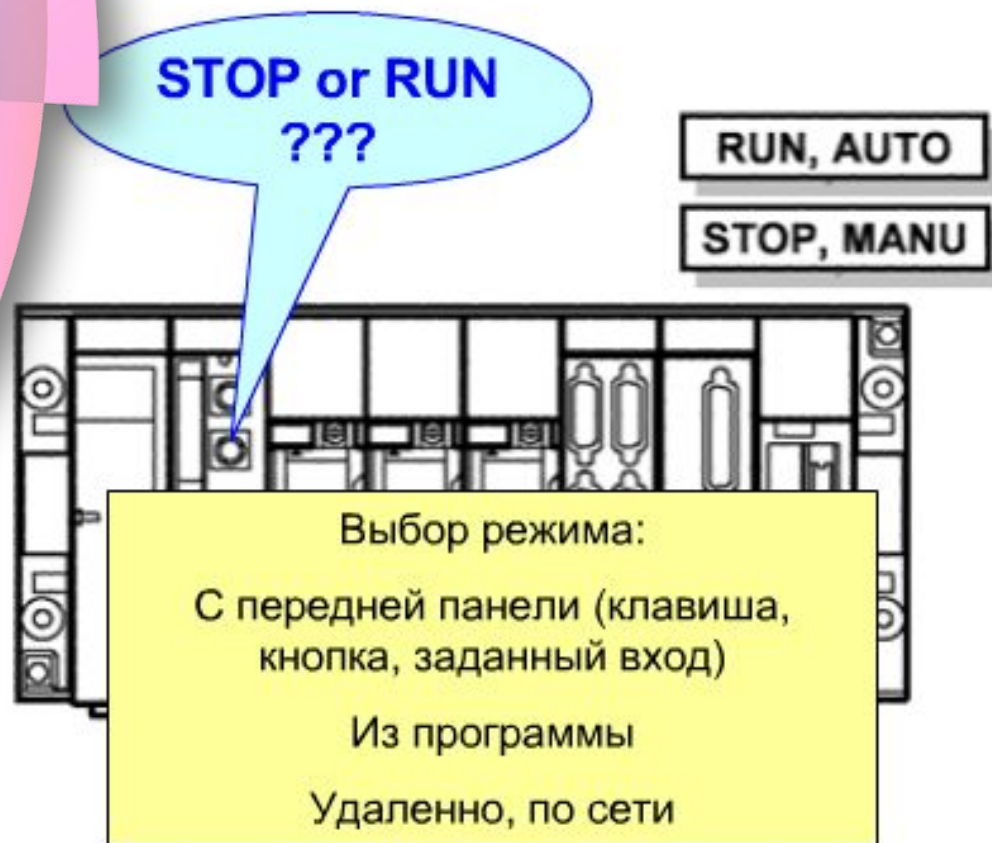 STOP or RUN
???
RUN, AUTO
STOP, MANU
Выбор режима:
С передней панели (клавиша,
кнопка, заданный вход)
Из программы
Удаленно, по сети